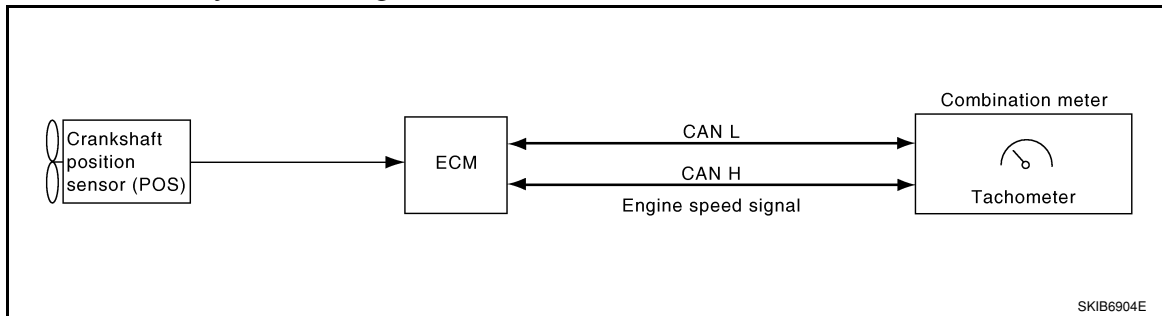 Crankshaft
position
sensor (POS)
ECM
CAN L
CAN H
Engine speed signal
Combination meter
Tachometer
SKIB6904E